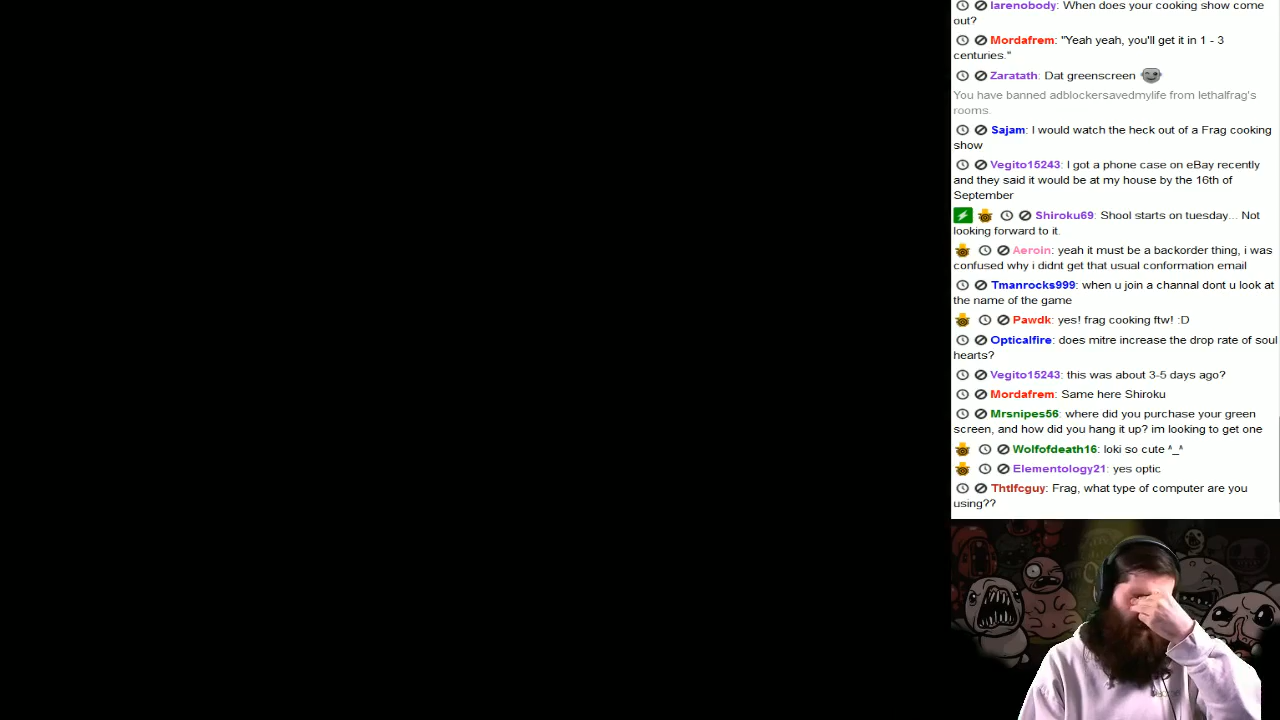 larenobody: When does your cooking show come
out?
Mordafrem: "Yeah yeah, you'll get it in 1 - 3
centuries."
Zaratath: Dat greenscreen
You have banned adblockersavedmylife from lethalfrag's
rooms.
Sajam: I would watch the heck out of a Frag cooking
show
Vegito15243: I got a phone case on eBay recently
and they said it would be at my house by the 16th of
September
Shiroku69: Shool starts on tuesday... Not
looking forward to it.
Aeroin: yeah it must be a backorder thing, i was
confused why i didnt get that usual conformation email
Tmanrocks999: when u join a channal dont u look at
the name of the game
Pawdk: yes! frag cooking ftw! :D
Opticalfire: does mitre increase the drop rate of soul
hearts?
Vegito15243: this was about 3-5 days ago?
Mordafrem: Same here Shiroku
Mrsnipes56: where did you purchase your green
screen, and how did you hang it up? im looking to get one
Wolfofdeath16: loki so cute ^_^
Elementology21: yes optic
Thtlfcguy: Frag, what type of computer are you
using??